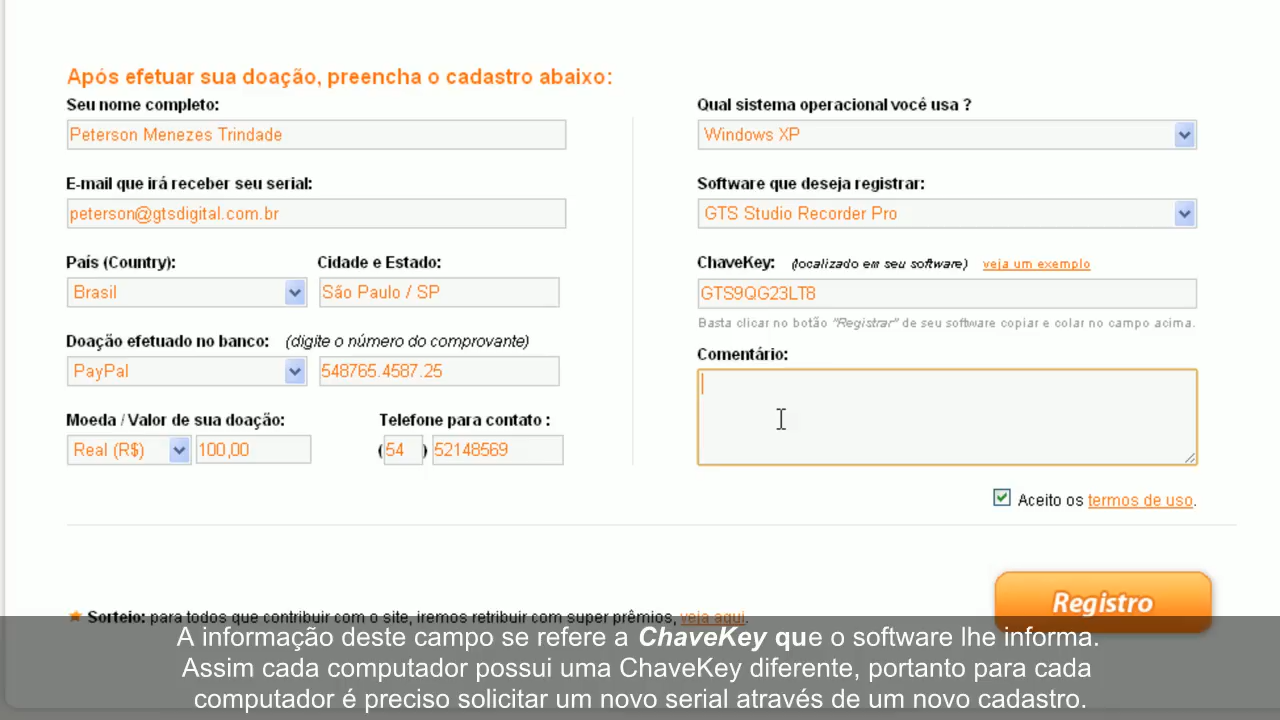 Após efetuar sua doação, preencha o cadastro abaixo:
Seu nome completo:
Peterson Menezes Trindade
E-mail que irá receber seu serial:
peterson@gtsdigital.com.br
País (Country):
Cidade e Estado:
Brasil
São Paulo / SP
Doação efetuado no banco: (digite o número do comprovante)
PayPal
548765.4587.25
Moeda / Valor de sua doação:
Telefone para contato :
Real (R$)
100,00
(54) 52148569
Qual sistema operacional você usa ?
Windows XP
Software que deseja registrar:
GTS Studio Recorder Pro
ChaveKey: (localizado em seu software) veja um exemplo
GTS9QG23LT8
Basta clicar no botão "Registrar" de seu software copiar e colar no campo acima.
Comentário:
Aceito os termos de uso.
Registro
Sorteio: para todos que contribuir com o site, iremos retribuir com super prêmios, veja aqui.
A informação deste campo se refere a ChaveKey que o software lhe informa.
Assim cada computador possui uma ChaveKey diferente, portanto para cada
computador é preciso solicitar um novo serial através de um novo cadastro.